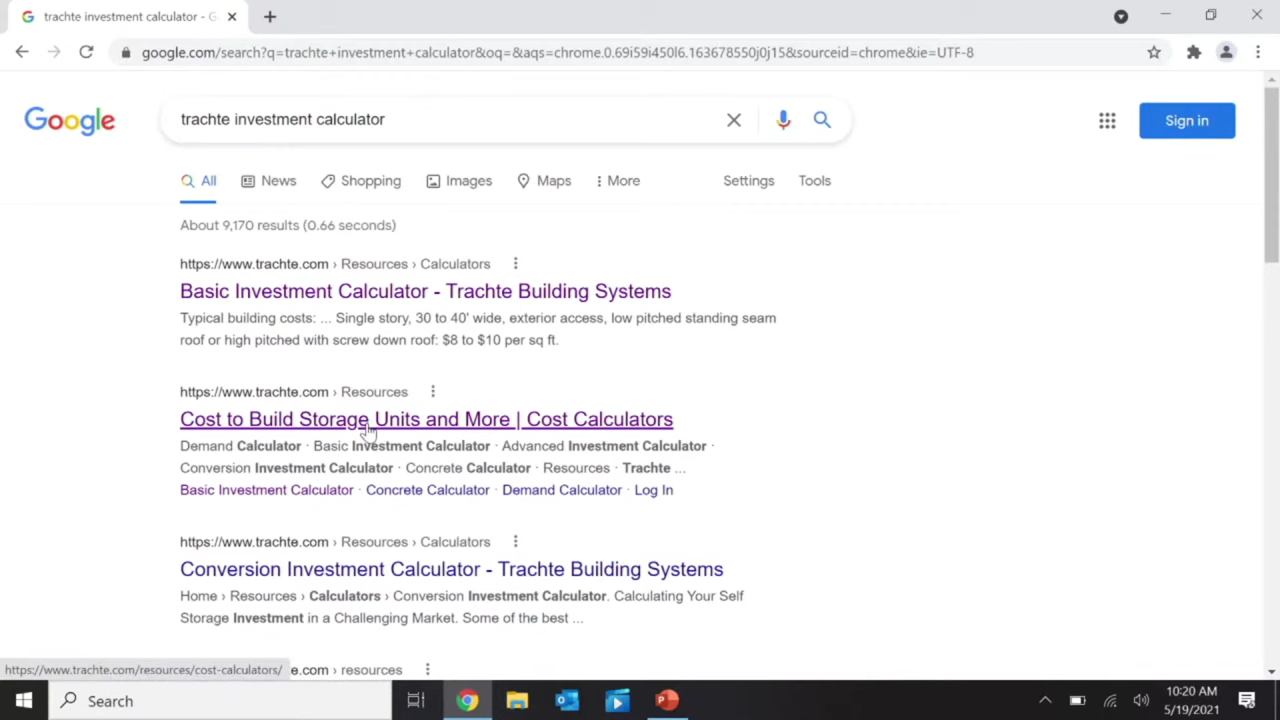 trachte investment calculator - G
google.com/search?q=trachte+investment+calculator&oq=&aqs=chrome.0.69i59i450l6.163678550j0j15&sourceid=chrome&ie=UTF-8
Google
trachte investment calculator
Sign in
All News Shopping Images Maps More Settings Tools
About 9,170 results (0.66 seconds)
https://www.trachte.com › Resources › Calculators
Basic Investment Calculator - Trachte Building Systems
Typical building costs: ... Single story, 30 to 40' wide, exterior access, low pitched standing seam
roof or high pitched with screw down roof: $8 to $10 per sq ft.
https://www.trachte.com › Resources
Cost to Build Storage Units and More | Cost Calculators
Demand Calculator · Basic Investment Calculator · Advanced Investment Calculator ·
Conversion Investment Calculator · Concrete Calculator · Resources · Trachte ...
Basic Investment Calculator · Concrete Calculator · Demand Calculator · Log In
https://www.trachte.com › Resources › Calculators
Conversion Investment Calculator - Trachte Building Systems
Home › Resources › Calculators › Conversion Investment Calculator. Calculating Your Self
Storage Investment in a Challenging Market. Some of the best ...
https://www.trachte.com/resources/cost-calculators/ e.com › resources
Search
10:20 AM
5/19/2021